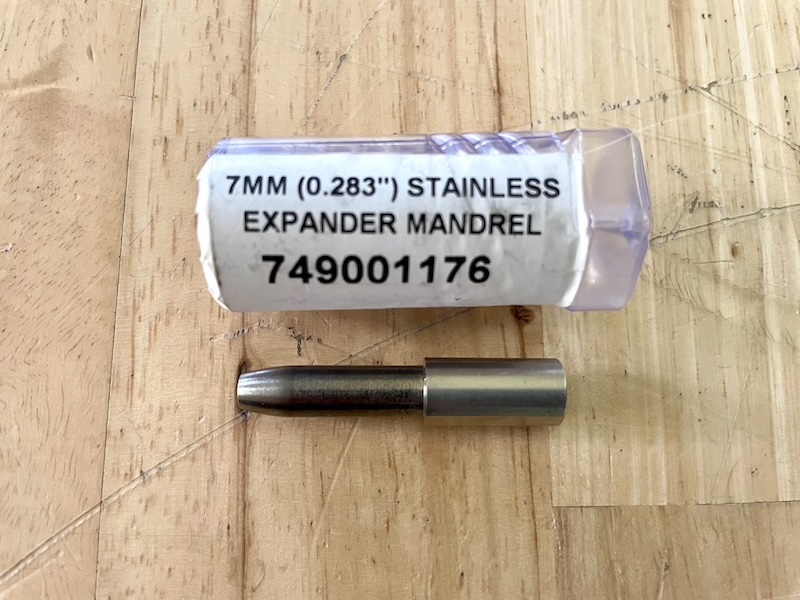 7MM (0.283") STAINLESS
EXPANDER MANDREL
749001176